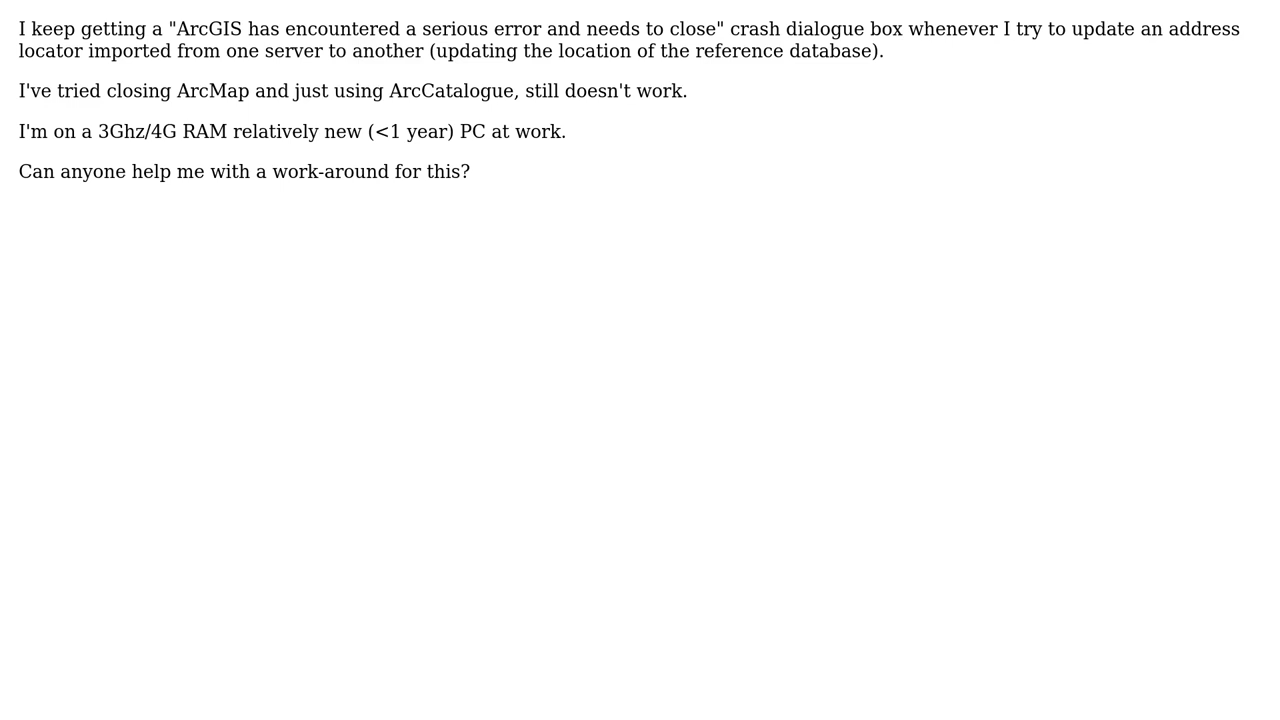 I keep getting a "ArcGIS has encountered a serious error and needs to close" crash dialogue box whenever I try to update an address
locator imported from one server to another (updating the location of the reference database).
I've tried closing ArcMap and just using ArcCatalogue, still doesn't work.
I'm on a 3Ghz/4G RAM relatively new (<1 year) PC at work.
Can anyone help me with a work-around for this?